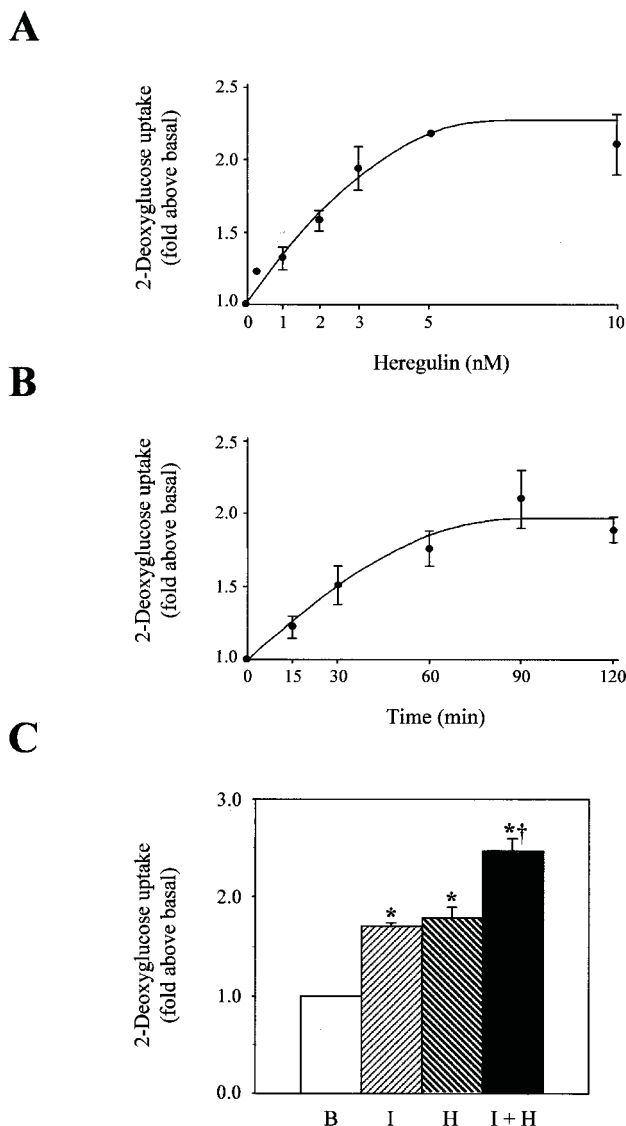 A
2-Deoxyglucose uptake
(fold above basal)
2.5
2.0
1.5
1.0
0 1 2 3 5 10
Heregulin (nM)
B
2-Deoxyglucose uptake
(fold above basal)
2.5
2.0
1.5
1.0
0 15 30 60 90 120
Time (min)
C
2-Deoxyglucose uptake
(fold above basal)
3.0
2.0
1.0
0.0
* * *†
B I H I + H